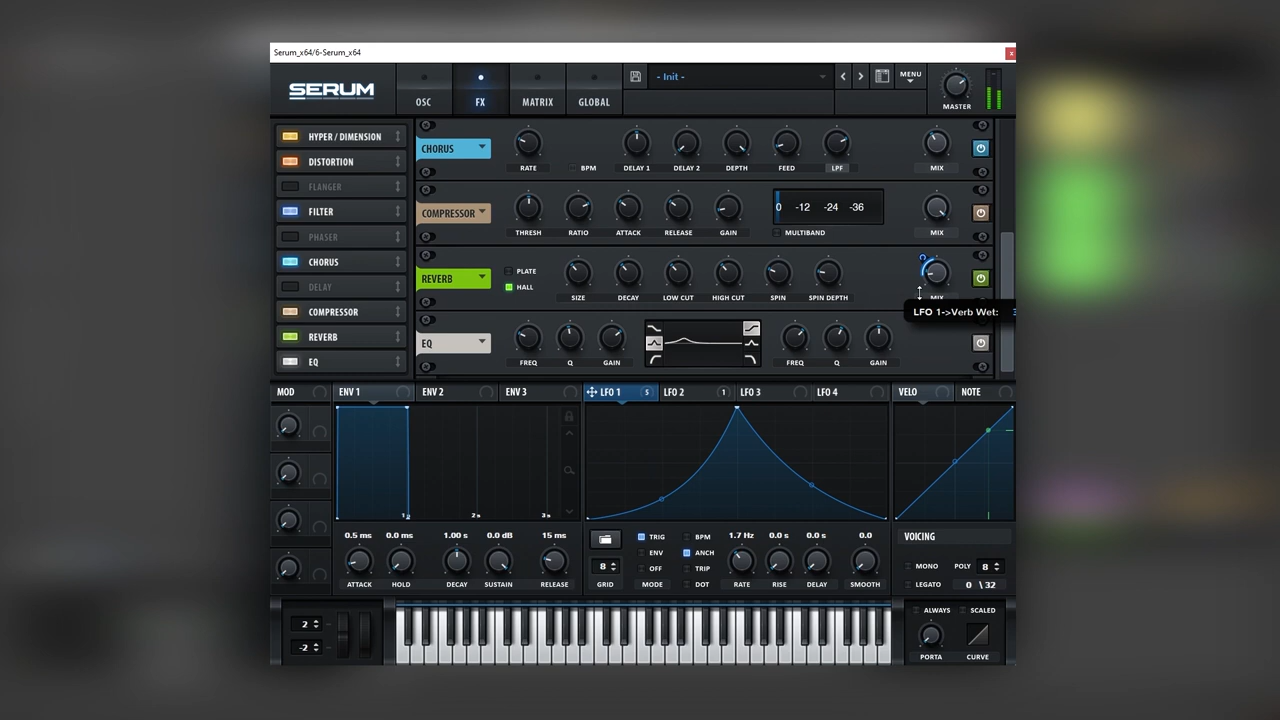 Serum_x64/6-Serum_x64
x
SERUM
OSC
FX
MATRIX
GLOBAL
- Init -
MENU
MASTER
HYPER / DIMENSION
DISTORTION
FLANGER
FILTER
PHASER
CHORUS
DELAY
COMPRESSOR
REVERB
EQ
CHORUS
RATE
BPM
DELAY 1
DELAY 2
DEPTH
FEED
LPF
MIX
COMPRESSOR
THRESH
RATIO
ATTACK
RELEASE
GAIN
0 -12 -24 -36
MULTIBAND
MIX
REVERB
PLATE
HALL
SIZE
DECAY
LOW CUT
HIGH CUT
SPIN
SPIN DEPTH
MIX
LFO 1->Verb Wet:
EQ
FREQ
Q
GAIN
FREQ
Q
GAIN
MOD
ENV 1
ENV 2
ENV 3
LFO 1
5
LFO 2
1
LFO 3
LFO 4
VELO
NOTE
2s
3s
0.5 ms
0.0 ms
1.00 s
0.0 dB
15 ms
ATTACK
HOLD
DECAY
SUSTAIN
RELEASE
8
GRID
TRIG
ENV
OFF
MODE
BPM
ANCH
TRIP
DOT
1.7 Hz
0.0 s
0.0 s
0.0
RATE
RISE
DELAY
SMOOTH
VOICING
MONO
POLY
8
LEGATO
0 \ 32
2
-2
ALWAYS
SCALED
PORTA
CURVE